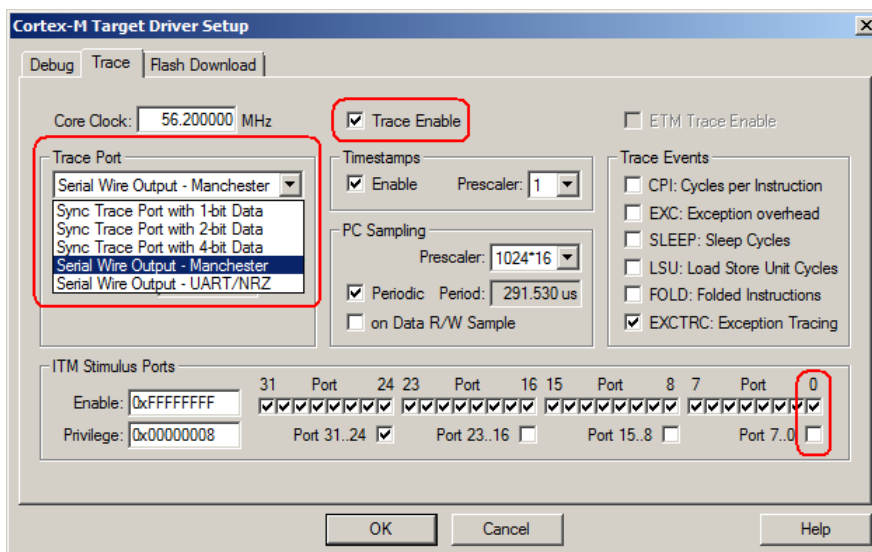 Cortex-M Target Driver Setup
Debug Trace Flash Download
Core Clock: 56.200000 MHz Trace Enable ETM Trace Enable
Trace Port Timestamps Trace Events
Serial Wire Output - Manchester Enable Prescaler: 1 CPI: Cycles per Instruction
Sync Trace Port with 1-bit Data EXC: Exception overhead
Sync Trace Port with 2-bit Data PC Sampling
Sync Trace Port with 4-bit Data SLEEP: Sleep Cycles
Serial Wire Output - Manchester Prescaler: 1024*16 LSU: Load Store Unit Cycles
Serial Wire Output - UART/NRZ Periodic Period: 291.530 us FOLD: Folded Instructions
on Data R/W Sample EXCTRC: Exception Tracing
ITM Stimulus Ports
31 Port 24 23 Port 16 15 Port 8 7 Port 0
Enable: 0xFFFFFFFF
Privilege: 0x00000008 Port 31..24 Port 23..16 Port 15..8 Port 7..0
OK Cancel Help